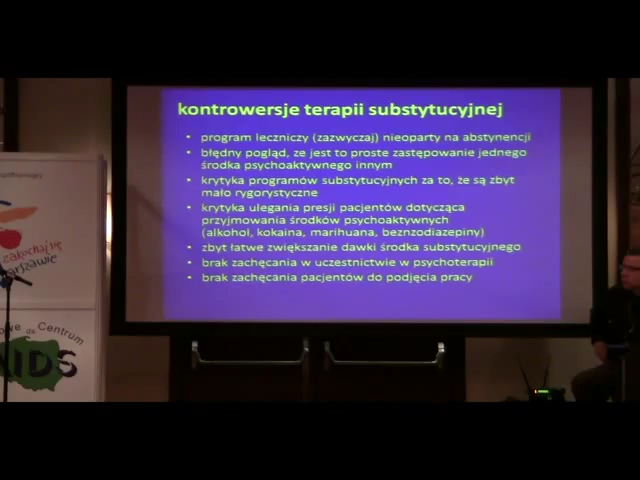 kontrowersje terapii substytucyjnej
• program leczniczy (zazwyczaj) nieoparty na abstynencji
• błędny pogląd, ze jest to proste zastępowanie jednego
środka psychoaktywnego innym
• krytyka programów substytucyjnych za to, że są zbyt
mało rygorystyczne
• krytyka ulegania presji pacjentów dotycząca
przyjmowania środków psychoaktywnych
(alkohol, kokaina, marihuana, beznzodiazepiny)
• zbyt łatwe zwiększanie dawki środka substytucyjnego
• brak zachęcania w uczestnictwie w psychoterapii
• brak zachęcania pacjentów do podjęcia pracy
zakochaj się
Centrum
AIDS